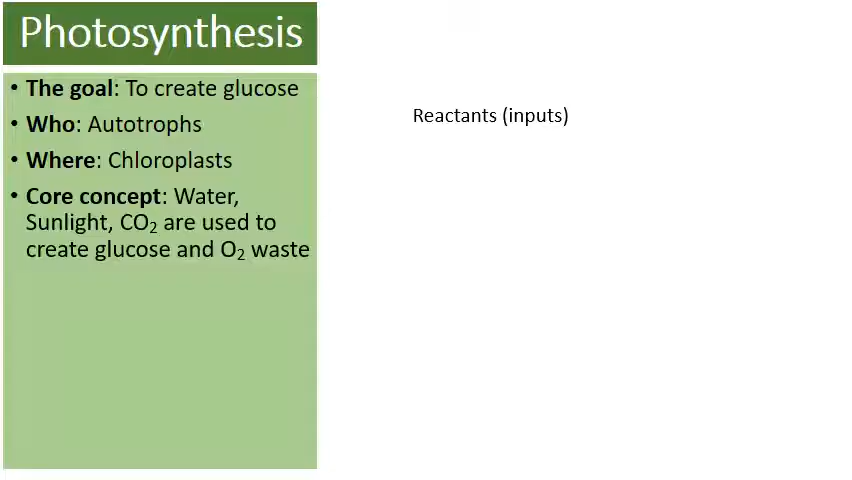 Photosynthesis
• The goal: To create glucose
• Who: Autotrophs
• Where: Chloroplasts
• Core concept: Water,
Sunlight, CO₂ are used to
create glucose and O₂ waste
Reactants (inputs)